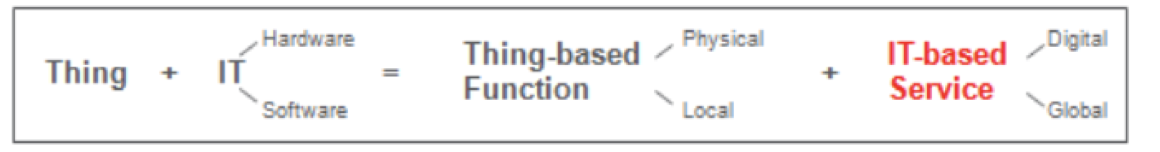 Hardware
Thing + IT
Software
=
Thing-based
Function
Physical
Local
+
IT-based
Service
Digital
Global